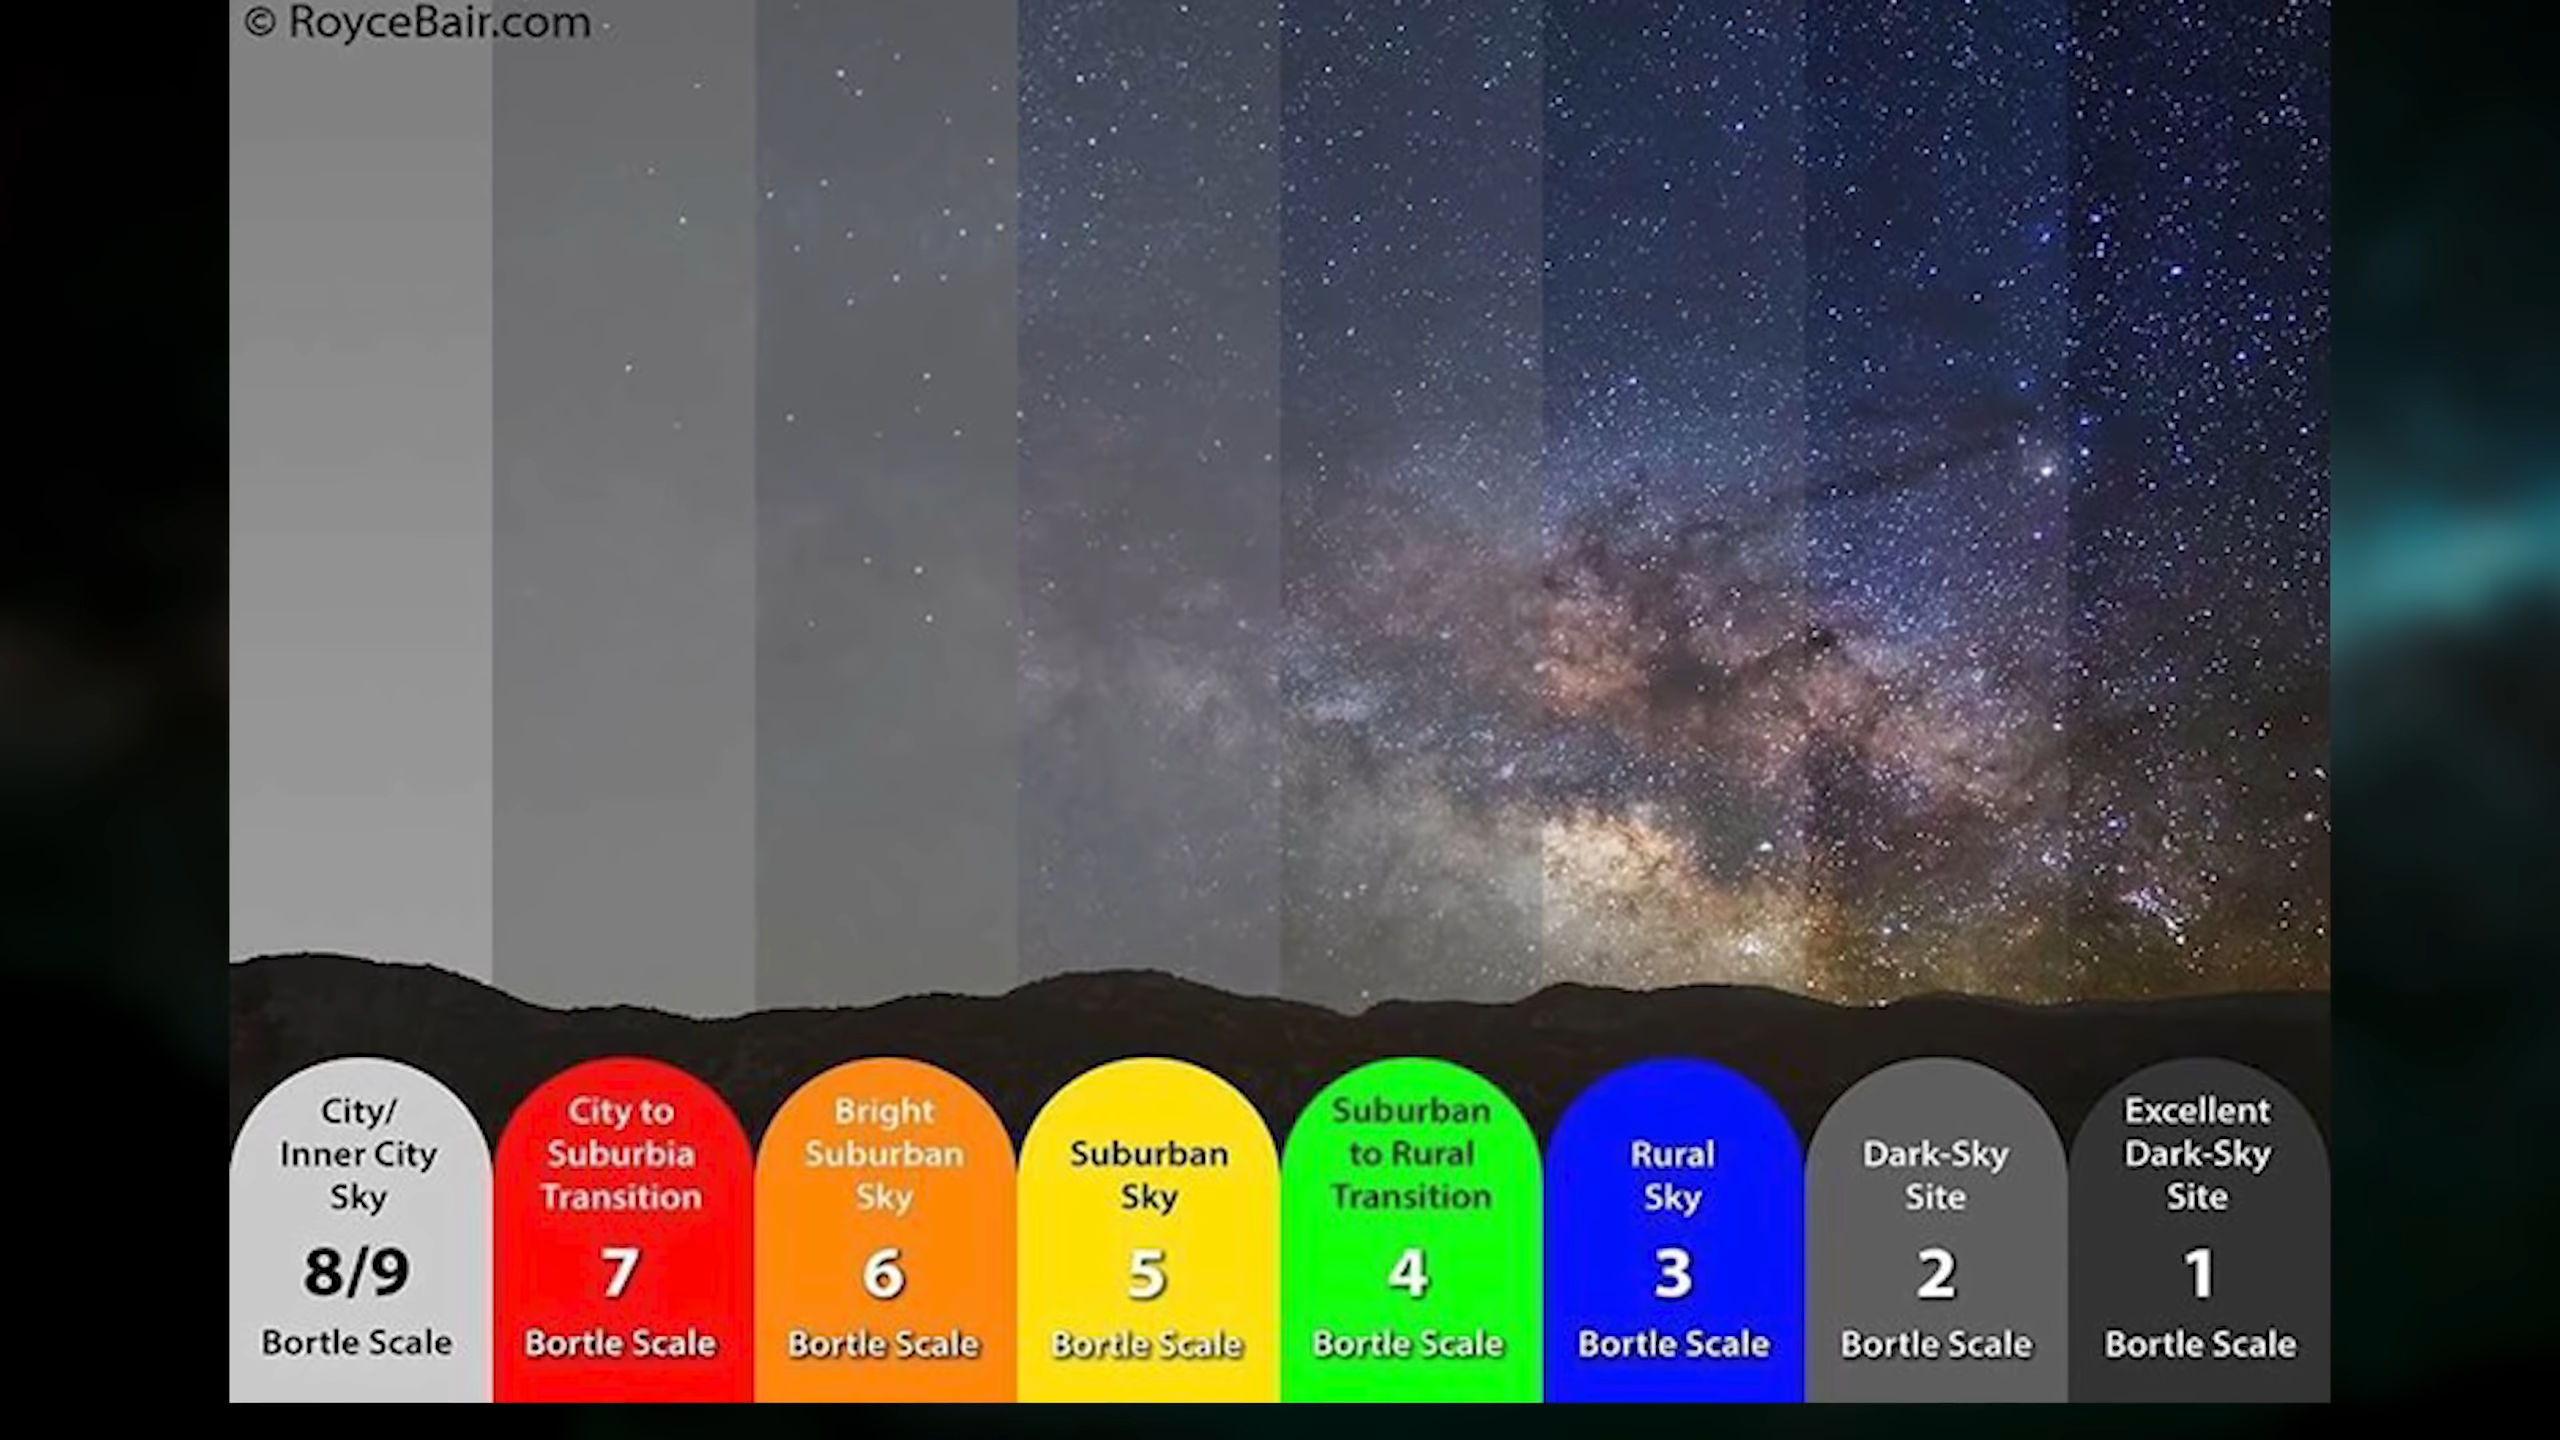 © RoyceBair.com
City/
Inner City
Sky
8/9
Bortle Scale
City to
Suburbia
Transition
7
Bortle Scale
Bright
Suburban
Sky
6
Bortle Scale
Suburban
Sky
5
Bortle Scale
Suburban
to Rural
Transition
4
Bortle Scale
Rural
Sky
3
Bortle Scale
Dark-Sky
Site
2
Bortle Scale
Excellent
Dark-Sky
Site
1
Bortle Scale